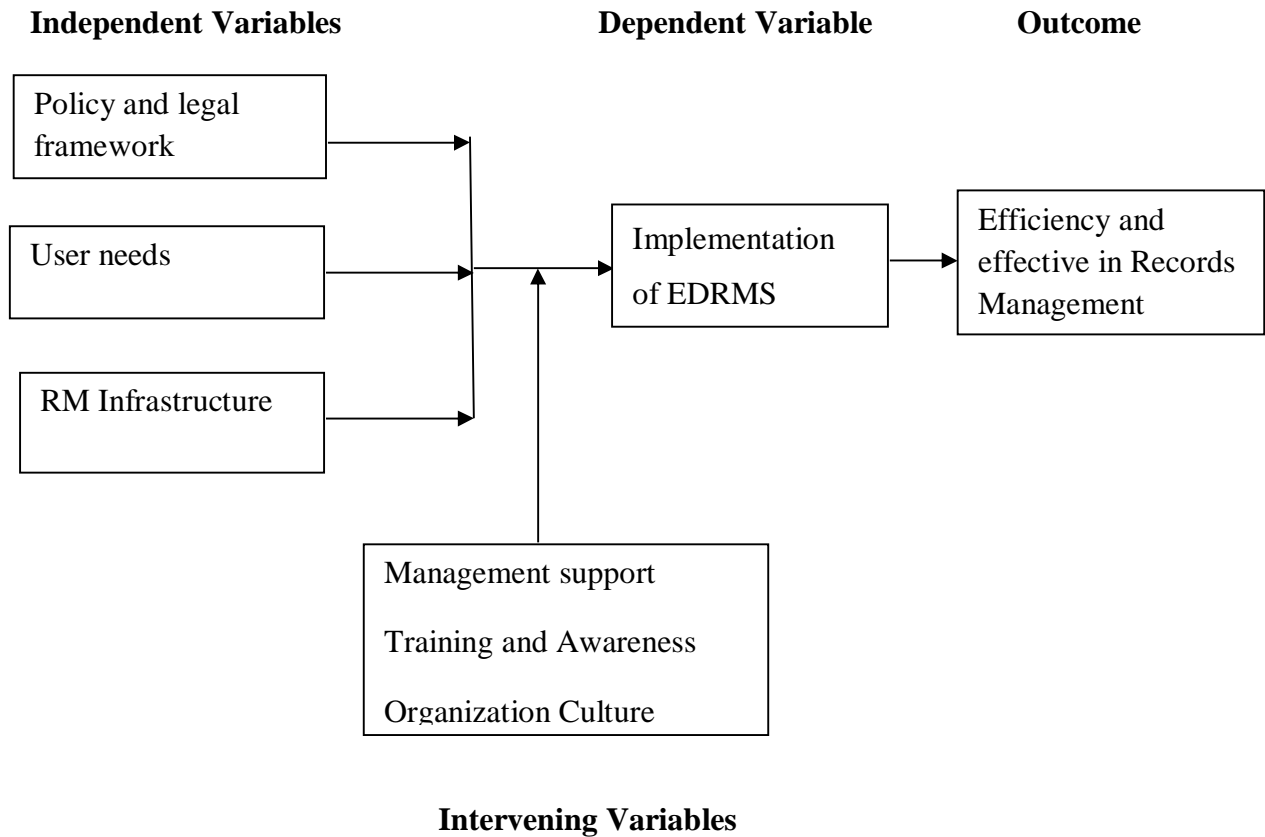 Independent Variables
Dependent Variable
Outcome
Policy and legal
framework
User needs
RM Infrastructure
Implementation
of EDRMS
Efficiency and
effective in Records
Management
Management support
Training and Awareness
Organization Culture
Intervening Variables